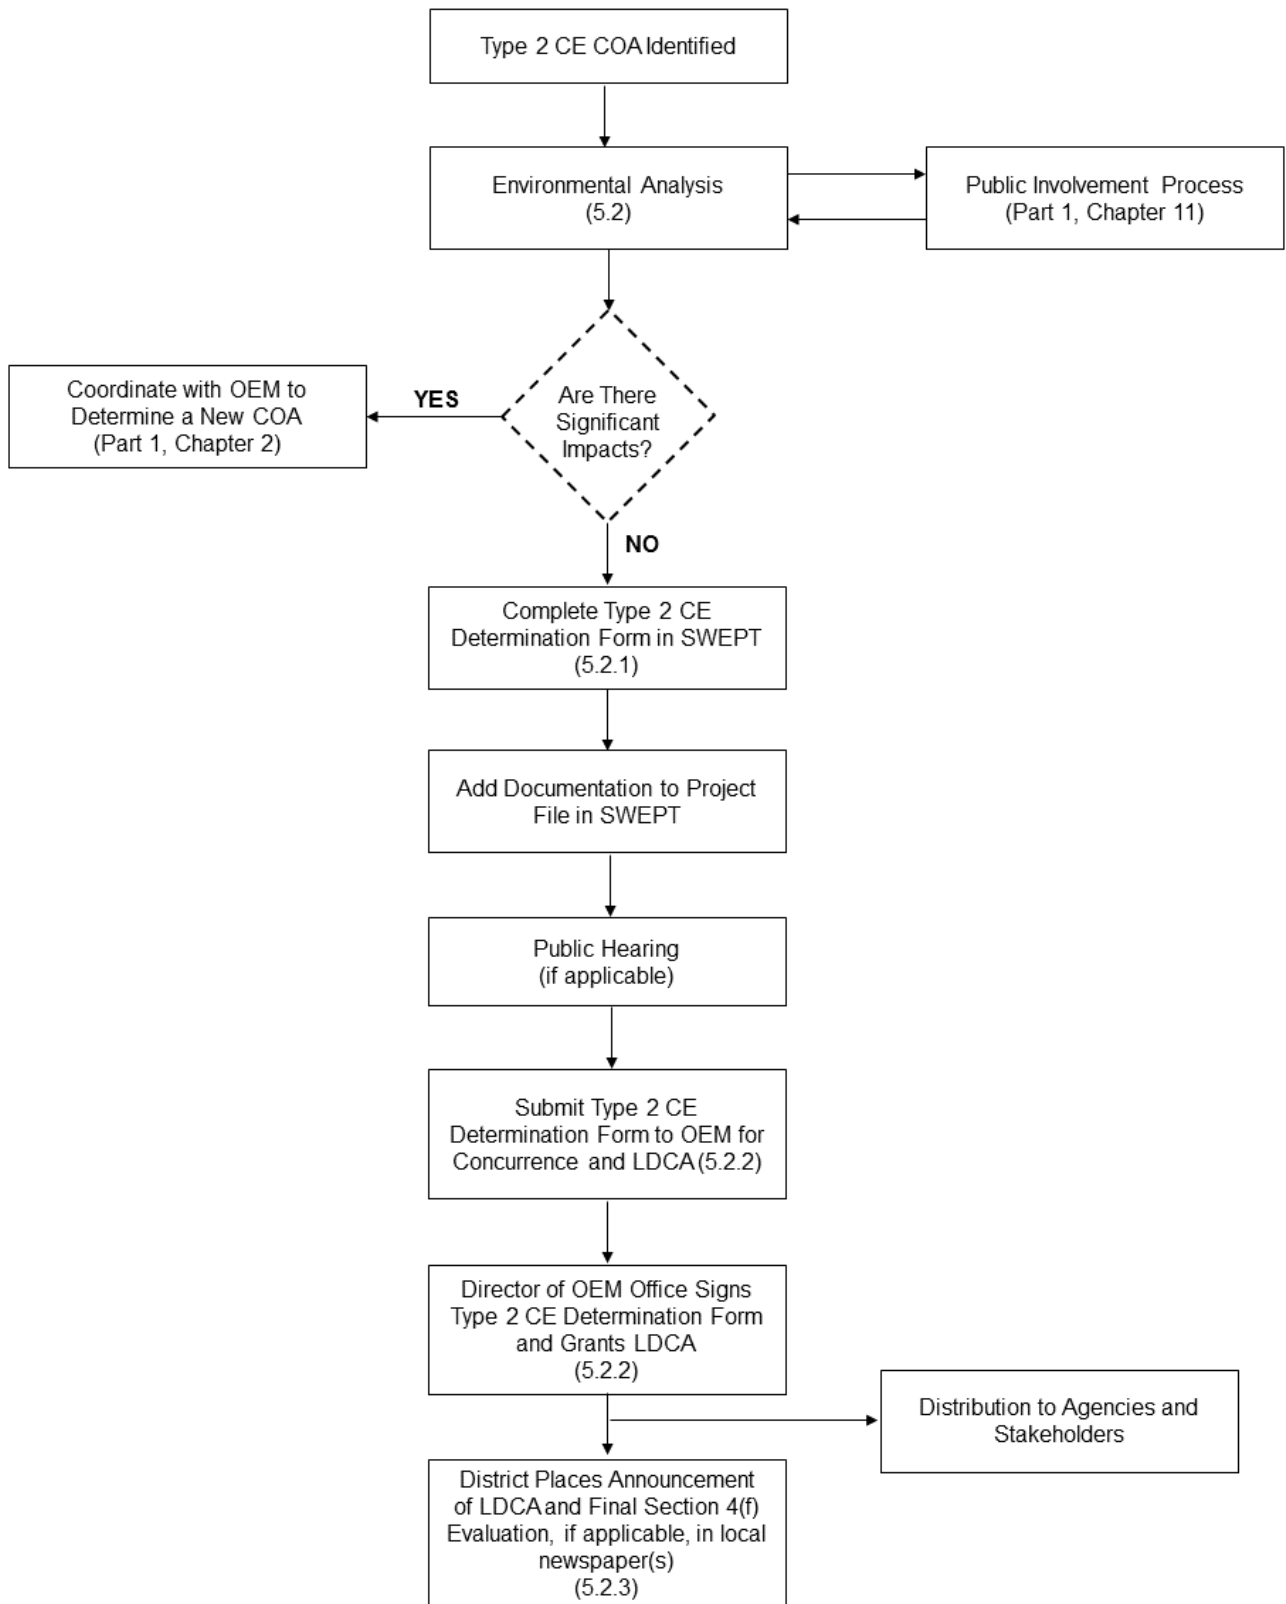 Type 2 CE COA Identified
Environmental Analysis
(5.2)
Public Involvement Process
(Part 1, Chapter 11)
Are There
Significant
Impacts?
YES
Coordinate with OEM to
Determine a New COA
(Part 1, Chapter 2)
NO
Complete Type 2 CE
Determination Form in SWEPT
(5.2.1)
Add Documentation to Project
File in SWEPT
Public Hearing
(if applicable)
Submit Type 2 CE
Determination Form to OEM for
Concurrence and LDCA (5.2.2)
Director of OEM Office Signs
Type 2 CE Determination Form
and Grants LDCA
(5.2.2)
Distribution to Agencies and
Stakeholders
District Places Announcement
of LDCA and Final Section 4(f)
Evaluation, if applicable, in local
newspaper(s)
(5.2.3)